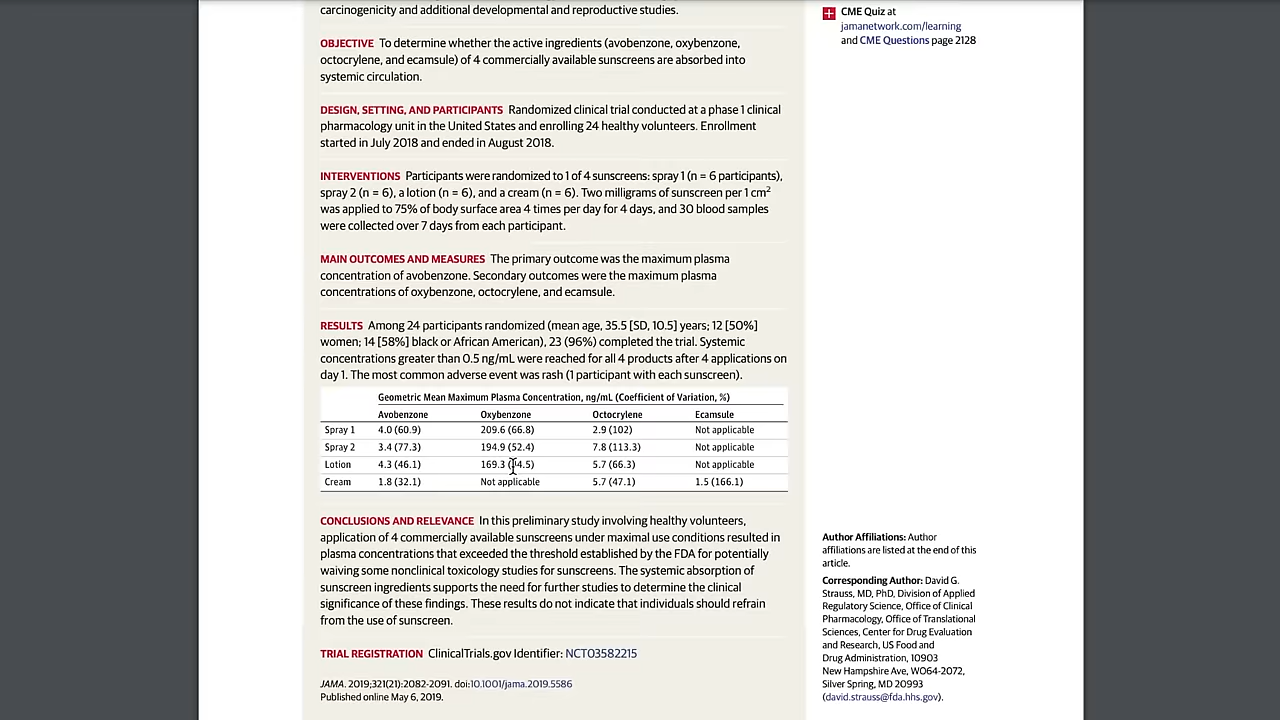 carcinogenicity and additional developmental and reproductive studies.
OBJECTIVE To determine whether the active ingredients (avobenzone, oxybenzone,
octocrylene, and ecamsule) of 4 commercially available sunscreens are absorbed into
systemic circulation.
DESIGN, SETTING, AND PARTICIPANTS Randomized clinical trial conducted at a phase 1 clinical
pharmacology unit in the United States and enrolling 24 healthy volunteers. Enrollment
started in July 2018 and ended in August 2018.
INTERVENTIONS Participants were randomized to 1 of 4 sunscreens: spray 1 (n = 6 participants),
spray 2 (n = 6), a lotion (n = 6), and a cream (n = 6). Two milligrams of sunscreen per 1 cm²
was applied to 75% of body surface area 4 times per day for 4 days, and 30 blood samples
were collected over 7 days from each participant.
MAIN OUTCOMES AND MEASURES The primary outcome was the maximum plasma
concentration of avobenzone. Secondary outcomes were the maximum plasma
concentrations of oxybenzone, octocrylene, and ecamsule.
RESULTS Among 24 participants randomized (mean age, 35.5 [SD, 10.5] years; 12 [50%]
women; 14 [58%] black or African American), 23 (96%) completed the trial. Systemic
concentrations greater than 0.5 ng/mL were reached for all 4 products after 4 applications on
day 1. The most common adverse event was rash (1 participant with each sunscreen).
Geometric Mean Maximum Plasma Concentration, ng/mL (Coefficient of Variation, %)
Avobenzone Oxybenzone Octocrylene Ecamsule
Spray 1 4.0 (60.9) 209.6 (66.8) 2.9 (102) Not applicable
Spray 2 3.4 (77.3) 194.9 (52.4) 7.8 (113.3) Not applicable
Lotion 4.3 (46.1) 169.3 5.7 (66.3) Not applicable
Cream 1.8 (32.1) Not applicable 5.7 (47.1) 1.5 (166.1)
CONCLUSIONS AND RELEVANCE In this preliminary study involving healthy volunteers,
application of 4 commercially available sunscreens under maximal use conditions resulted in
plasma concentrations that exceeded the threshold established by the FDA for potentially
waiving some nonclinical toxicology studies for sunscreens. The systemic absorption of
sunscreen ingredients supports the need for further studies to determine the clinical
significance of these findings. These results do not indicate that individuals should refrain
from the use of sunscreen.
TRIAL REGISTRATION ClinicalTrials.gov Identifier: NCT03582215
JAMA. 2019;321(21):2082-2091. doi:10.1001/jama.2019.5586
Published online May 6, 2019.
CME Quiz at
jamanetwork.com/learning
and CME Questions page 2128
Author Affiliations: Author
affiliations are listed at the end of this
article.
Corresponding Author: David G.
Strauss, MD, PhD, Division of Applied
Regulatory Science, Office of Clinical
Pharmacology, Office of Translational
Sciences, Center for Drug Evaluation
and Research, US Food and
Drug Administration, 10903
New Hampshire Ave, WO64-2072,
Silver Spring, MD 20993
(david.strauss@fda.hhs.gov).